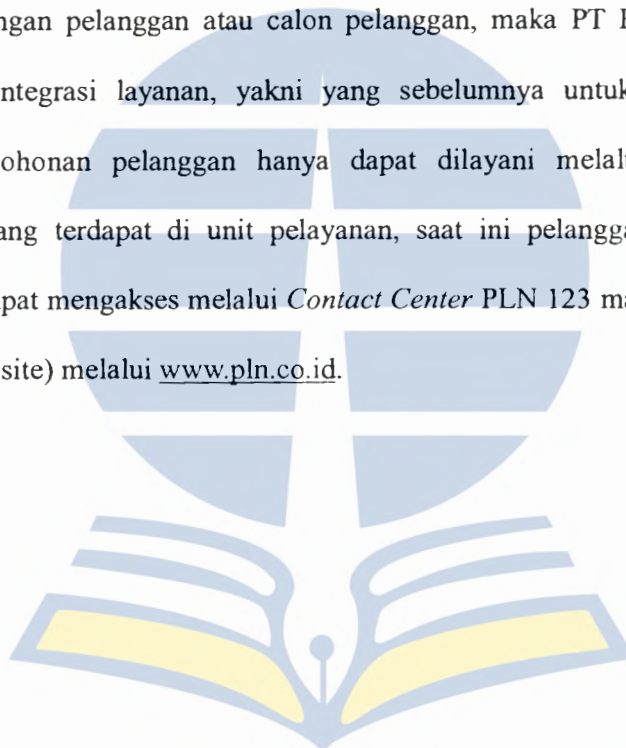 ngan pelanggan atau calon pelanggan, maka PT
ntegrasi layanan, yakni yang sebelumnya untuk
ohonan pelanggan hanya dapat dilayani melalu
ang terdapat di unit pelayanan, saat ini pelangga
pat mengakses melalui Contact Center PLN 123 ma
site) melalui www.pln.co.id.